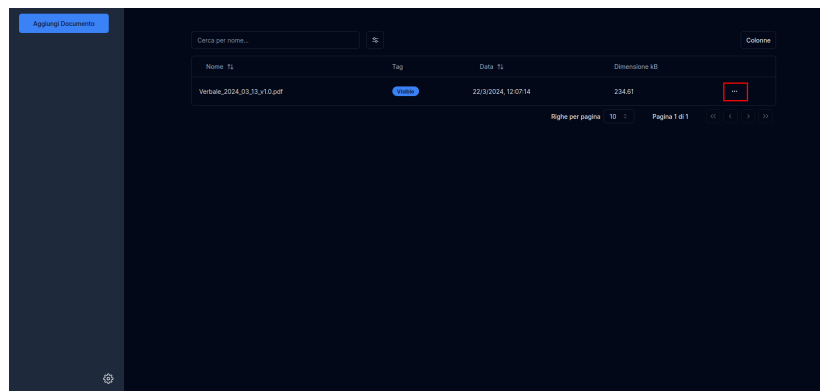 Aggiungi Documento
Cerca per nome...
Colonne
Nome Tag Data Dimensione kB
Verbale_2024_03_13_v1.0.pdf Visible 22/3/2024, 12:07:14 234.61 ...
Righe per pagina 10 Pagina 1 di 1